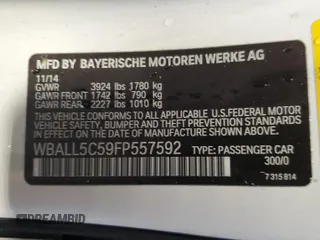 MFD BY BAYERISCHE MOTOREN WERKE AG
11/14
GVWR 3924 lbs 1780 kg
GAWR FRONT 1742 lbs 790 kg
GAWR REAR 2227 lbs 1010 kg
THIS VEHICLE CONFORMS TO ALL APPLICABLE U.S.FEDERAL MOTOR
VEHICLE SAFETY, BUMPER, AND THEFT PREVENTION STANDARDS
IN EFFECT ON THE DATE OF MANUFACTURE SHOWN ABOVE.
WBALL5C59FP557592 TYPE: PASSENGER CAR
300/0
7 315 814
© IDREAMBID.LLC